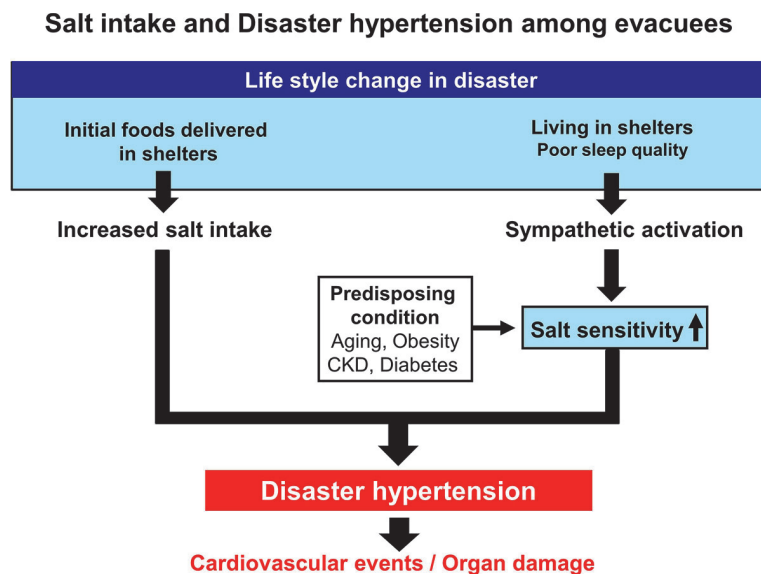 Salt intake and Disaster hypertension among evacuees
Life style change in disaster
Initial foods delivered
in shelters
Living in shelters
Poor sleep quality
Increased salt intake
Sympathetic activation
Predisposing
condition
Aging, Obesity
CKD, Diabetes
Salt sensitivity
Disaster hypertension
Cardiovascular events / Organ damage